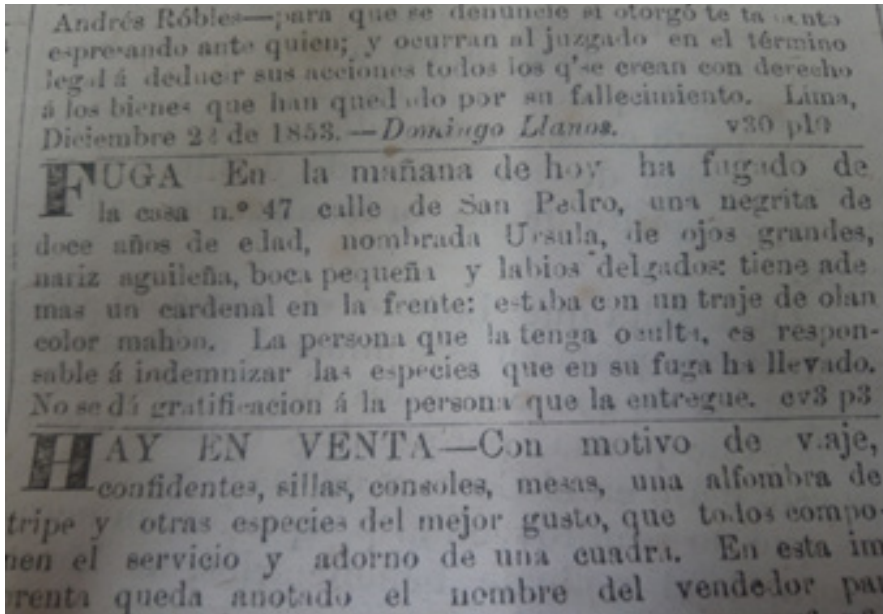 Andrés Róbles—para que se denuncie si otorgó
espresando ante quien; y ocurran al juzgado en el término
legal á deducir sus acciones todos los q'se crean con derecho
á los bienes que han quedado por su fallecimiento. Lima,
Diciembre de 1853.—Domingo Llanos. v30 p19
FUGA En la mañana de hoy ha fugado de
la casa n.º 47 calle de San Pedro, una negrita de
doce años de edad, nombrada Ursula, de ojos grandes,
nariz aguileña, boca pequeña y labios delgados: tiene ade
mas un cardenal en la frente: estaba con un traje de olan
color mahon. La persona que la tenga oculta, es respon-
sable á indemnizar las especies que en su fuga ha llevado.
No se dá gratificacion á la persona que la entregue. ev3 p3
HAY EN VENTA—Con motivo de viaje,
confidentes, sillas, consoles, mesas, una alfombra de
tripe y otras especies del mejor gusto, que todos compo-
nen el servicio y adorno de una cuadra. En esta im
renta queda anotado el nombre del vendedor par